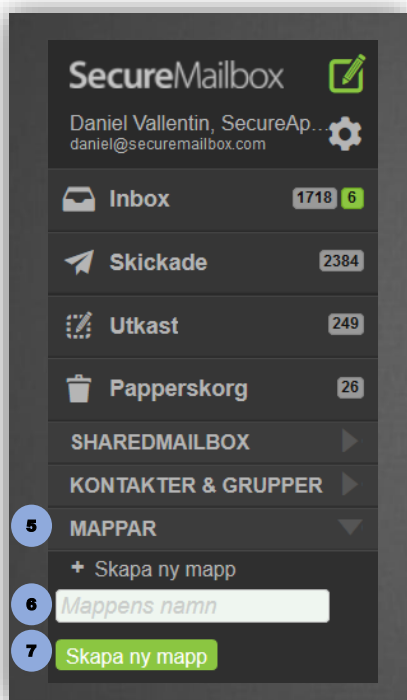 SecureMailbox
Daniel Vallentin, SecureAp...
daniel@securemailbox.com
Inbox 1718 6
Skickade 2384
Utkast 249
Papperskorg 26
SHAREDMAILBOX
KONTAKTER & GRUPPER
5 MAPPAR
+ Skapa ny mapp
6 Mappens namn
7 Skapa ny mapp